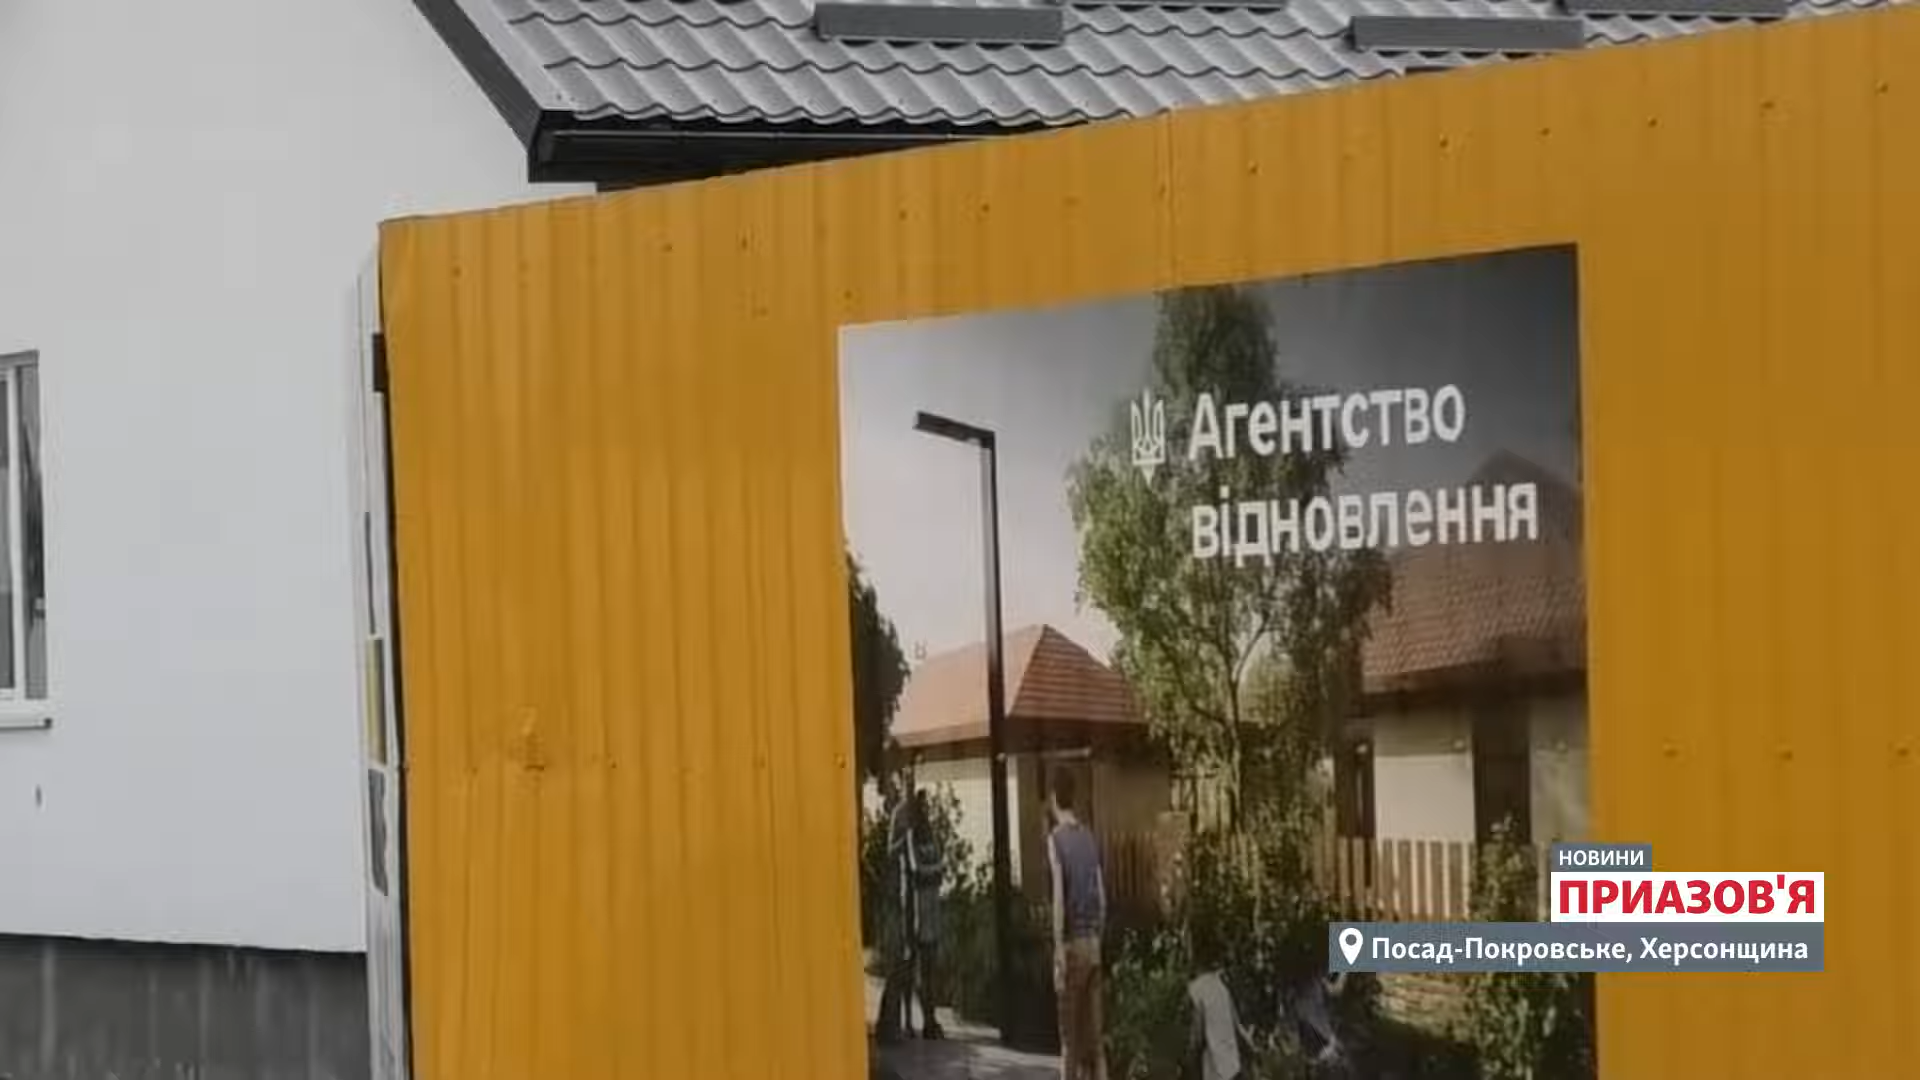 Агентство
відновлення
НОВИНИ
ПРИАЗОВ'Я
Посад-Покровське, Херсонщина